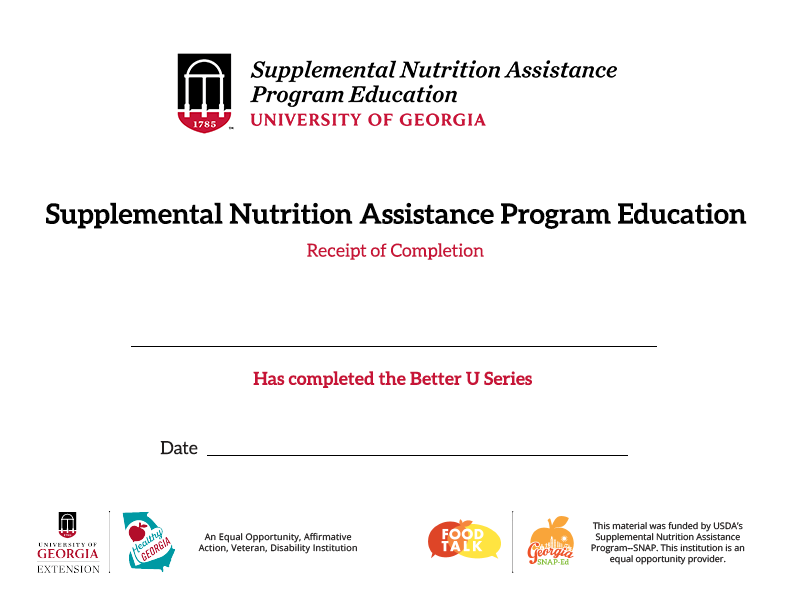 Supplemental Nutrition Assistance
Program Education
UNIVERSITY OF GEORGIA
1785
Supplemental Nutrition Assistance Program Education
Receipt of Completion
Has completed the Better U Series
Date
UNIVERSITY OF
GEORGIA
EXTENSION
Healthy
GEORGIA
An Equal Opportunity, Affirmative
Action, Veteran, Disability Institution
FOOD
TALK
Georgia
SNAP-Ed
This material was funded by USDA's
Supplemental Nutrition Assistance
Program--SNAP. This institution is an
equal opportunity provider.